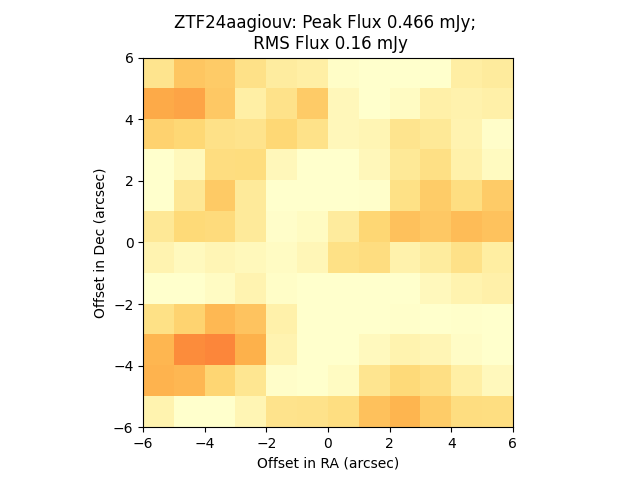 ZTF24aagiouv: Peak Flux 0.466 mJy;
RMS Flux 0.16 mJy
6
4
2
0
−2
−4
−6
Offset in Dec (arcsec)
−6 −4 −2 0 2 4 6
Offset in RA (arcsec)